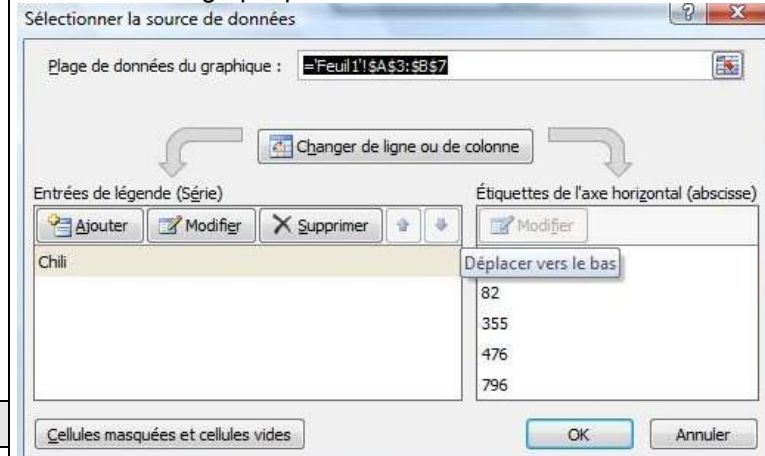 Sélectionner la source de données
Plage de données du graphique : ='Feuil1'!$A$3:$B$7
Changer de ligne ou de colonne
Entrées de légende (Série)
Ajouter Modifier Supprimer
Chili
Étiquettes de l'axe horizontal (abscisse)
Modifier
Déplacer vers le bas
82
355
476
796
Cellules masquées et cellules vides
OK Annuler